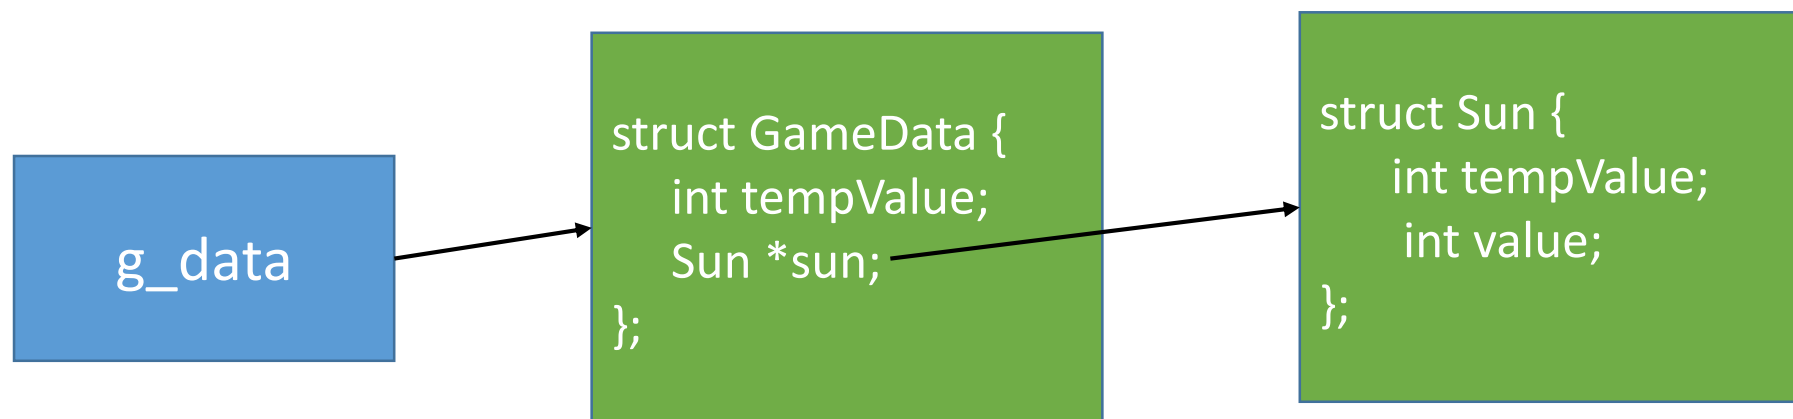 g_data
struct GameData {
int tempValue;
Sun *sun;
};
struct Sun {
int tempValue;
int value;
};